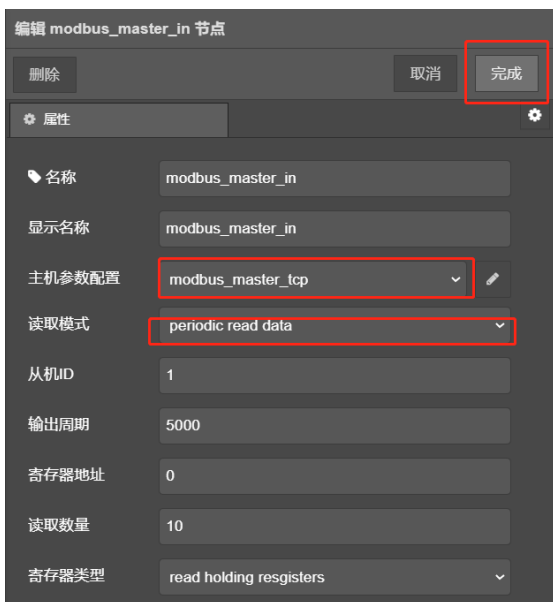 编辑 modbus_master_in 节点
删除 取消 完成
属性
名称 modbus_master_in
显示名称 modbus_master_in
主机参数配置 modbus_master_tcp
读取模式 periodic read data
从机ID 1
输出周期 5000
寄存器地址 0
读取数量 10
寄存器类型 read holding resgisters